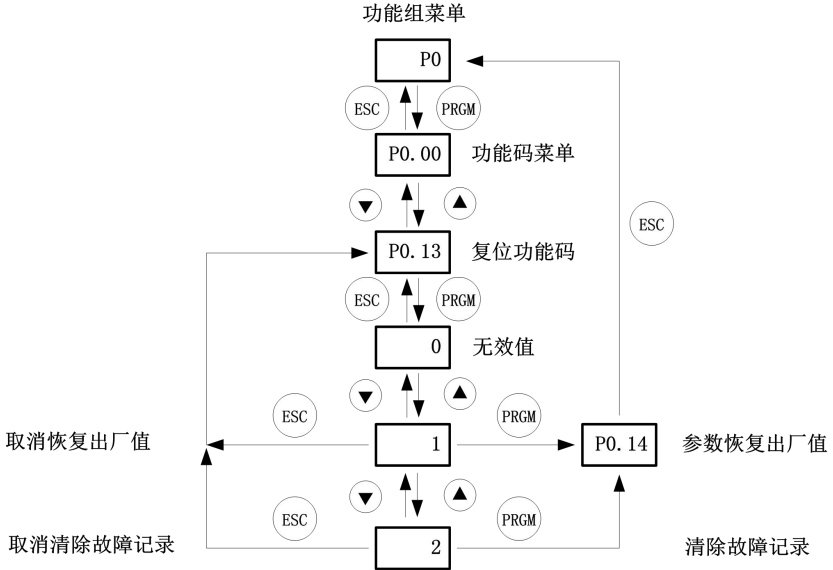 功能组菜单
P0
ESC PRGM
P0.00 功能码菜单
▼ ▲
ESC
P0.13 复位功能码
ESC PRGM
0 无效值
▼ ▲
ESC PRGM
取消恢复出厂值 1 P0.14 参数恢复出厂值
▼ ▲
ESC PRGM
取消清除故障记录 2 清除故障记录